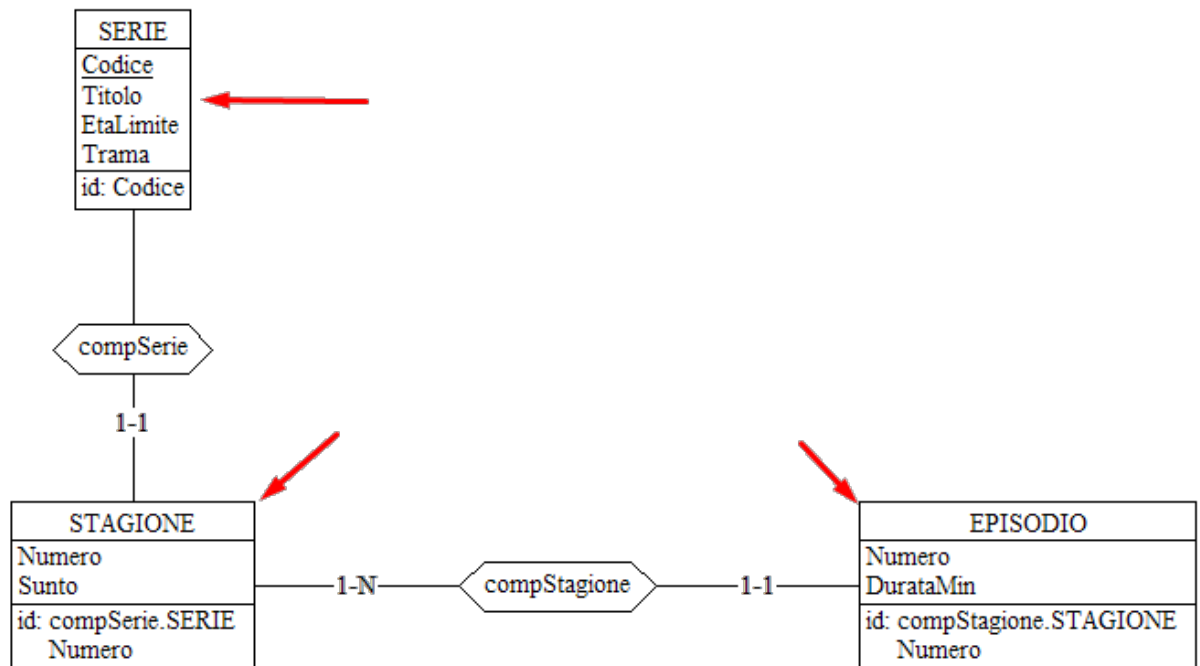 SERIE
Codice
Titolo
EtaLimite
Trama
id: Codice
compSerie
1-1
STAGIONE
Numero
Sunto
id: compSerie.SERIE
Numero
1-N
compStagione
1-1
EPISODIO
Numero
DurataMin
id: compStagione.STAGIONE
Numero